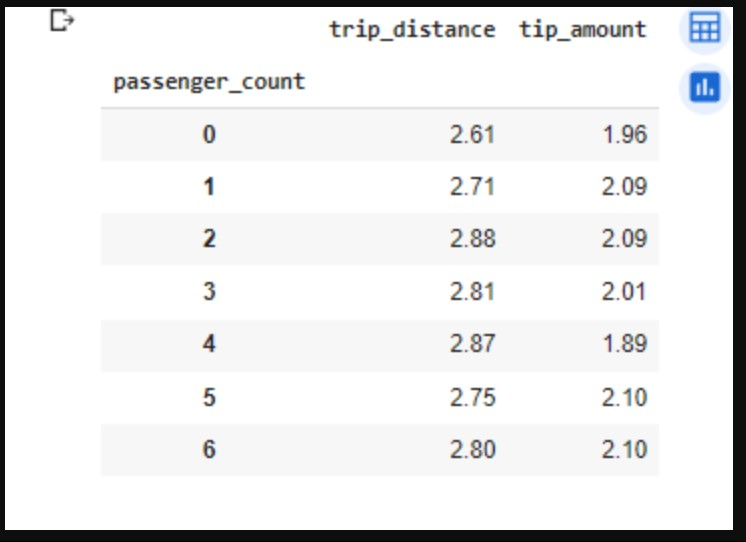 trip_distance tip_amount
passenger_count
0 2.61 1.96
1 2.71 2.09
2 2.88 2.09
3 2.81 2.01
4 2.87 1.89
5 2.75 2.10
6 2.80 2.10